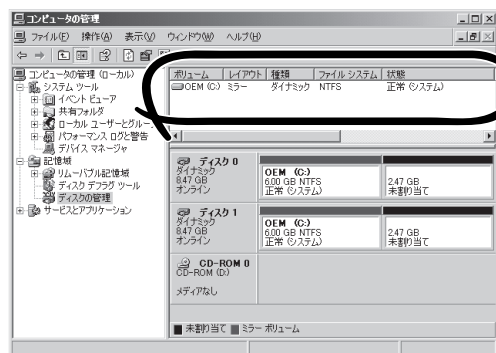 コンピュータの管理
ファイル(F) 操作(A) 表示(V) ウィンドウ(W) ヘルプ(H)
コンピュータの管理 (ローカル)
システム ツール
イベント ビューア
共有フォルダ
ローカル ユーザーとグルー
パフォーマンス ログと警告
デバイス マネージャ
記憶域
リムーバブル記憶域
ディスク デフラグ ツール
ディスクの管理
サービスとアプリケーション
ボリューム レイアウト 種類 ファイル システム 状態
OEM (C:) ミラー ダイナミック NTFS 正常 (システム)
ディスク 0
ダイナミック
8.47 GB
オンライン
OEM (C:)
6.00 GB NTFS
正常 (システム)
2.47 GB
未割り当て
ディスク 1
ダイナミック
8.47 GB
オンライン
OEM (C:)
6.00 GB NTFS
正常 (システム)
2.47 GB
未割り当て
CD-ROM 0
CD-ROM (D:)
メディアなし
未割り当て ミラー ボリューム